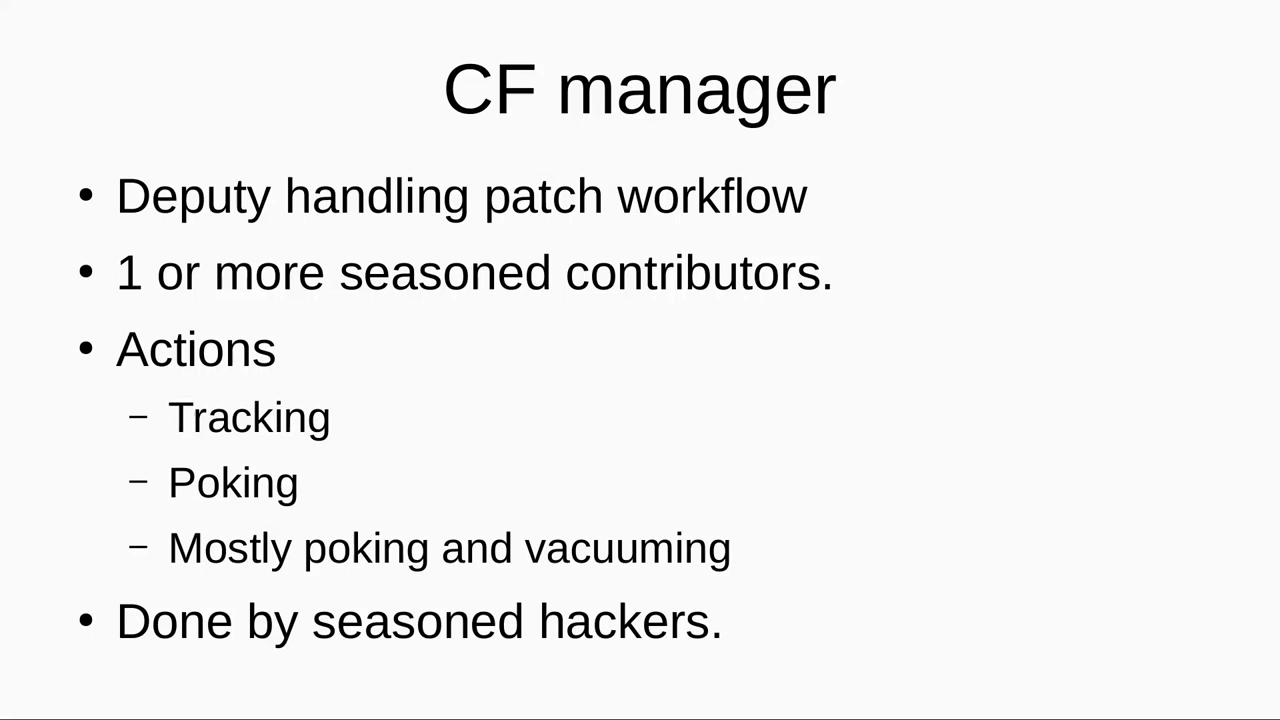 CF manager
• Deputy handling patch workflow
• 1 or more seasoned contributors.
• Actions
– Tracking
– Poking
– Mostly poking and vacuuming
• Done by seasoned hackers.